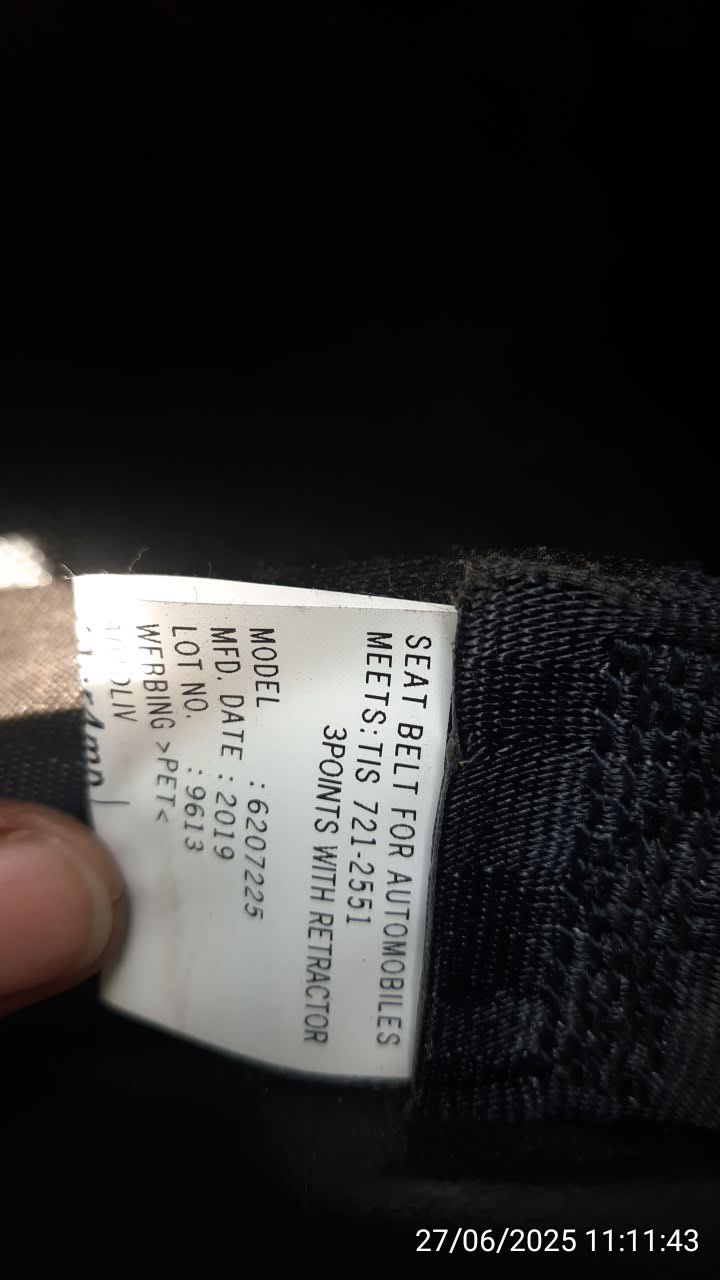 SEAT BELT FOR AUTOMOBILES
MEETS: TIS 721-2551
3POINTS WITH RETRACTOR
MODEL : 6207225
MFD. DATE : 2019
LOT NO. : 9613
WEBBING >PET<
27/06/2025 11:11:43